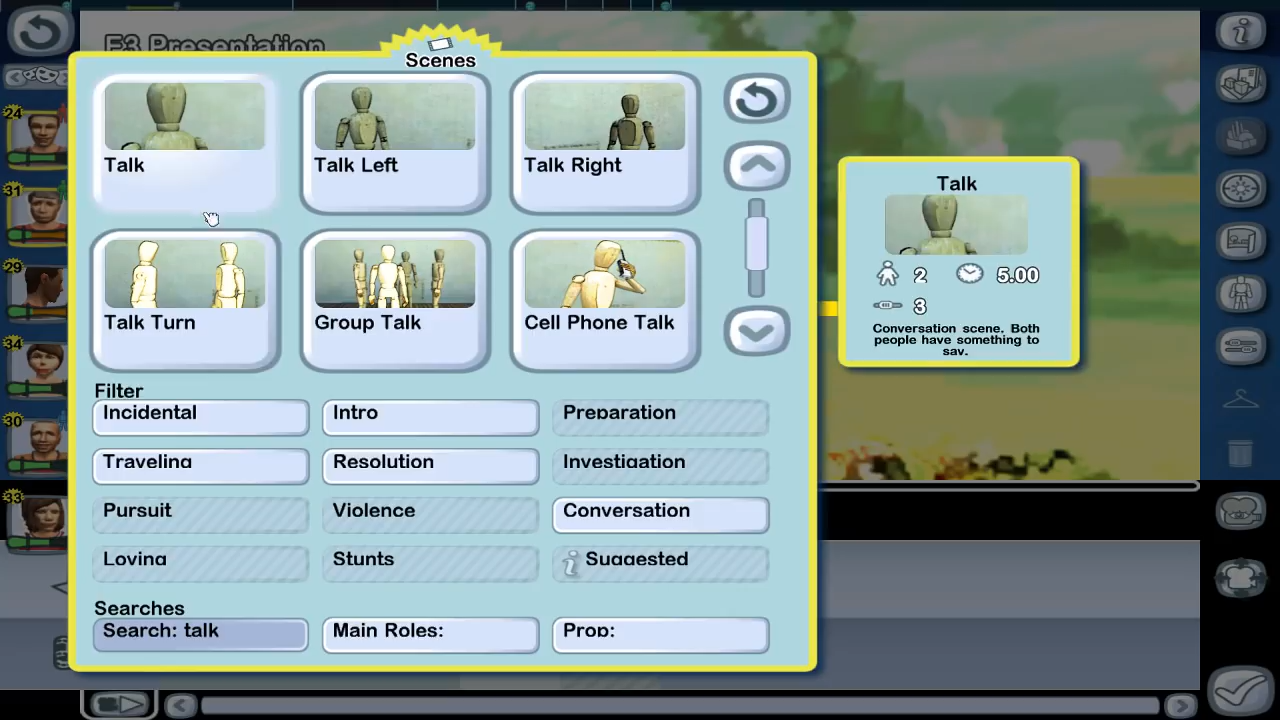 E3 Presentation
Scenes
Talk
Talk Left
Talk Right
Talk Turn
Group Talk
Cell Phone Talk
Filter
Incidental
Intro
Preparation
Traveling
Resolution
Investigation
Pursuit
Violence
Conversation
Loving
Stunts
Suggested
Searches
Search: talk
Main Roles:
Prop:
Talk
2
5.00
3
Conversation scene. Both
people have something to
say.
24
31
29
34
30
33